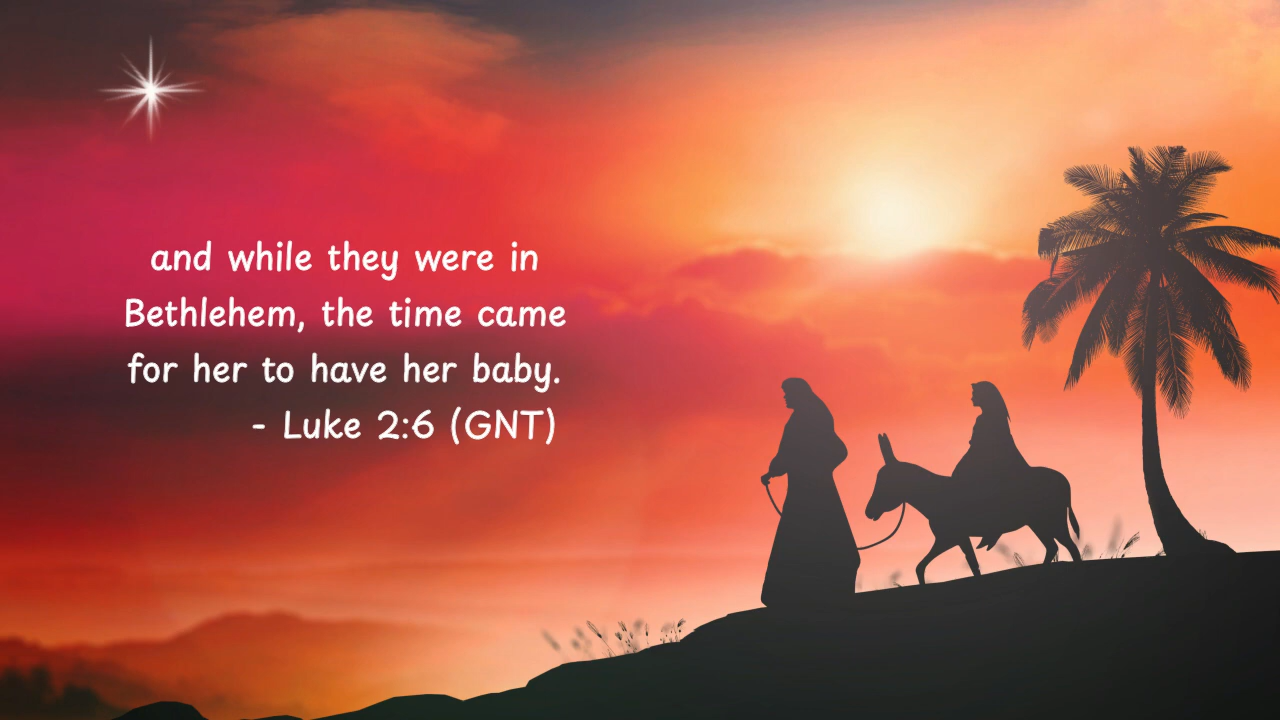 and while they were in
Bethlehem, the time came
for her to have her baby.
- Luke 2:6 (GNT)